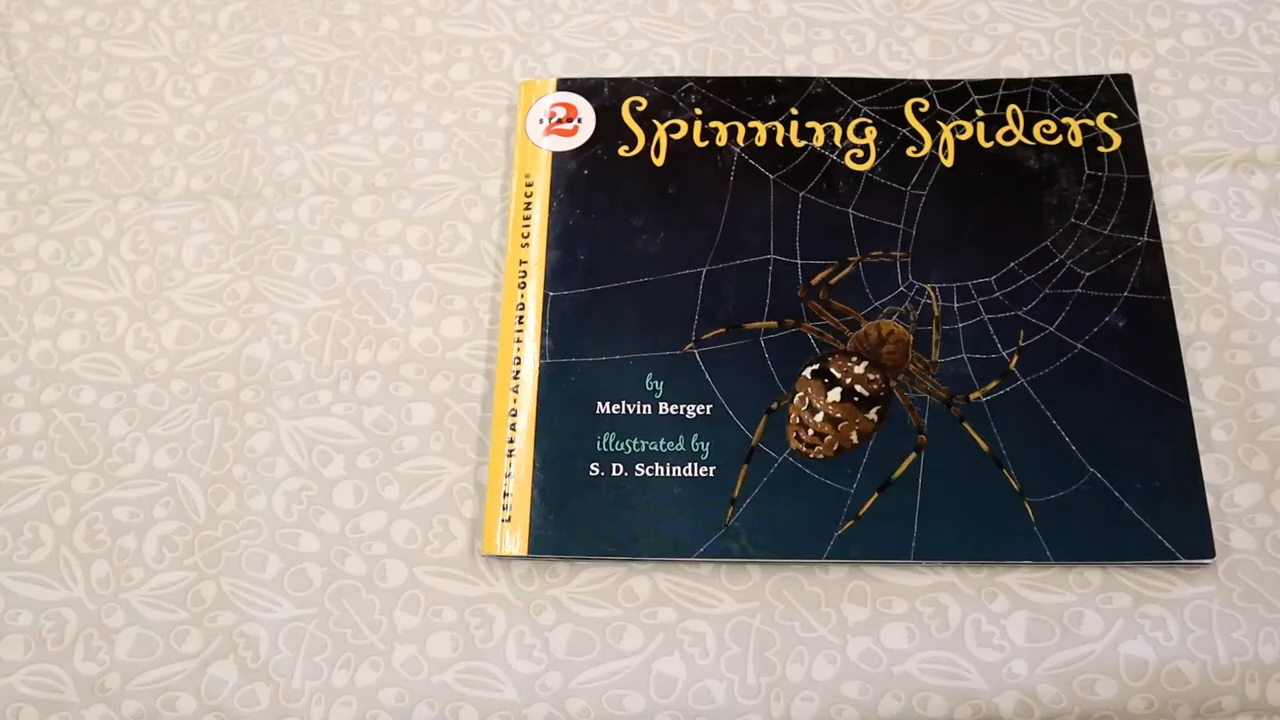 2
STAGE
Spinning Spiders
LET'S-READ-AND-FIND-OUT SCIENCE®
by
Melvin Berger
illustrated by
S. D. Schindler